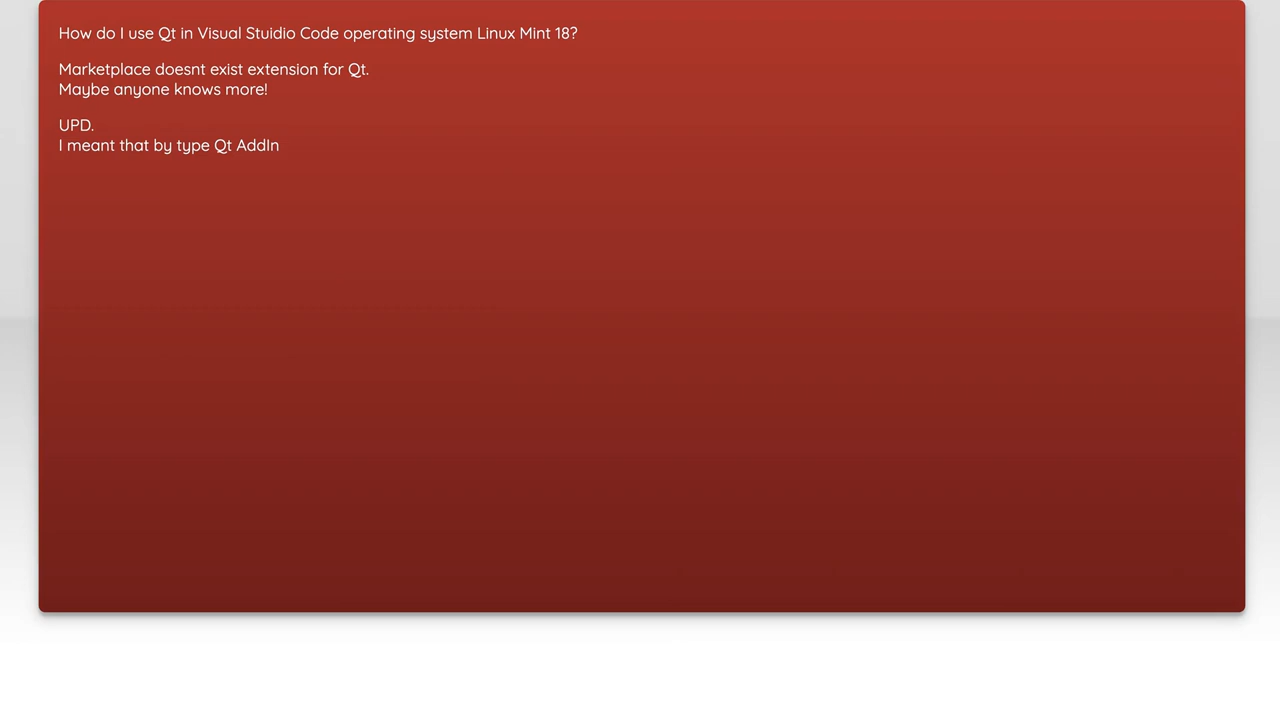 How do I use Qt in Visual Stuidio Code operating system Linux Mint 18?
Marketplace doesnt exist extension for Qt.
Maybe anyone knows more!
UPD.
I meant that by type Qt AddIn